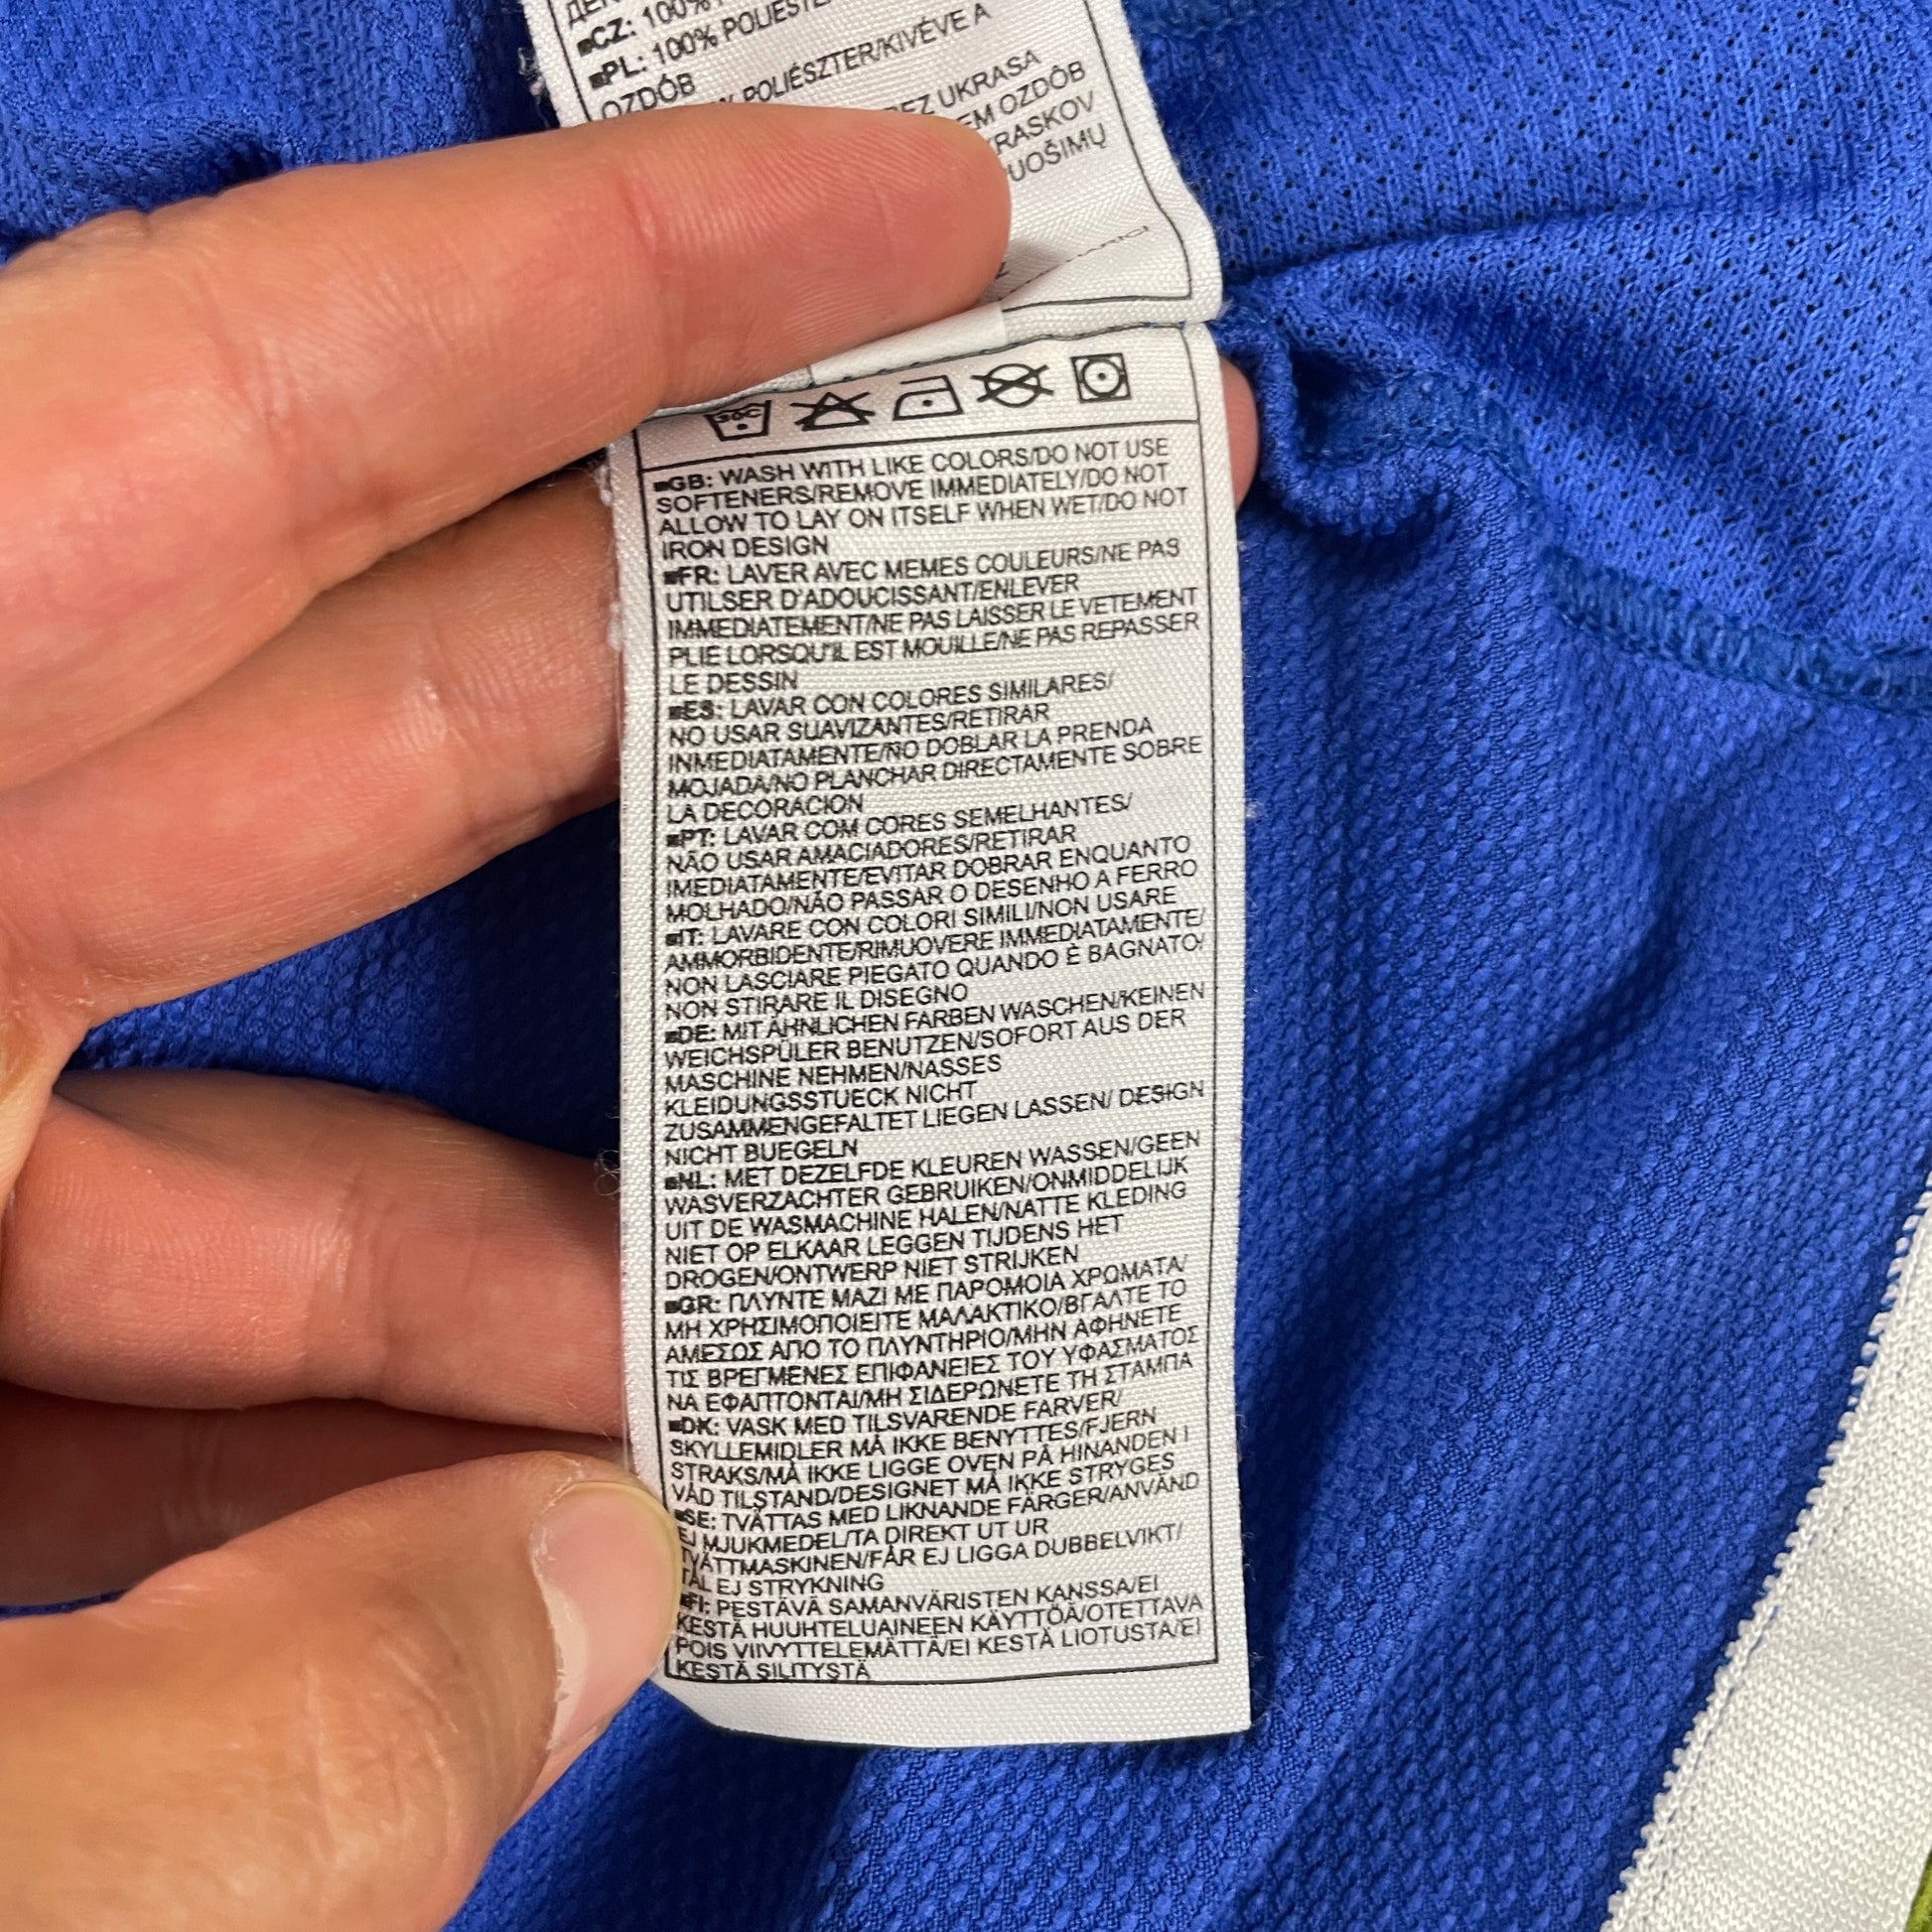 CZ: 100%
PL: 100% POLIESTE
OZDÓB
POLIÉSZTER/KIVÉVE A
UKRASA
OZDÔB
KRASKOV
PUOŠIMŲ
30C
GB: WASH WITH LIKE COLORS/DO NOT USE
SOFTENERS/REMOVE IMMEDIATELY/DO NOT
ALLOW TO LAY ON ITSELF WHEN WET/DO NOT
IRON DESIGN
FR: LAVER AVEC MEMES COULEURS/NE PAS
UTILSER D'ADOUCISSANT/ENLEVER
IMMEDIATEMENT/NE PAS LAISSER LE VETEMENT
PLIE LORSQU'IL EST MOUILLE/NE PAS REPASSER
LE DESSIN
ES: LAVAR CON COLORES SIMILARES/
NO USAR SUAVIZANTES/RETIRAR
INMEDIATAMENTE/NO DOBLAR LA PRENDA
MOJADA/NO PLANCHAR DIRECTAMENTE SOBRE
LA DECORACION
PT: LAVAR COM CORES SEMELHANTES/
NÃO USAR AMACIADORES/RETIRAR
IMEDIATAMENTE/EVITAR DOBRAR ENQUANTO
MOLHADO/NÃO PASSAR O DESENHO A FERRO
IT: LAVARE CON COLORI SIMILI/NON USARE
AMMORBIDENTE/RIMUOVERE IMMEDIATAMENTE/
NON LASCIARE PIEGATO QUANDO È BAGNATO/
NON STIRARE IL DISEGNO
DE: MIT ÄHNLICHEN FARBEN WASCHEN/KEINEN
WEICHSPÜLER BENUTZEN/SOFORT AUS DER
MASCHINE NEHMEN/NASSES
KLEIDUNGSSTUECK NICHT
ZUSAMMENGEFALTET LIEGEN LASSEN/ DESIGN
NICHT BUEGELN
NL: MET DEZELFDE KLEUREN WASSEN/GEEN
WASVERZACHTER GEBRUIKEN/ONMIDDELIJK
UIT DE WASMACHINE HALEN/NATTE KLEDING
NIET OP ELKAAR LEGGEN TIJDENS HET
DROGEN/ONTWERP NIET STRIJKEN
GR: ΠΛΥΝΤΕ ΜΑΖΙ ΜΕ ΠΑΡΟΜΟΙΑ ΧΡΩΜΑΤΑ/
ΜΗ ΧΡΗΣΙΜΟΠΟΙΕΙΤΕ ΜΑΛΑΚΤΙΚΟ/ΒΓΑΛΤΕ ΤΟ
ΑΜΕΣΩΣ ΑΠΟ ΤΟ ΠΛΥΝΤΗΡΙΟ/ΜΗΝ ΑΦΗΝΕΤΕ
ΤΙΣ ΒΡΕΓΜΕΝΕΣ ΕΠΙΦΑΝΕΙΕΣ ΤΟΥ ΥΦΑΣΜΑΤΟΣ
ΝΑ ΕΦΑΠΤΟΝΤΑΙ/ΜΗ ΣΙΔΕΡΩΝΕΤΕ ΤΗ ΣΤΑΜΠΑ
DK: VASK MED TILSVARENDE FARVER/
SKYLLEMIDLER MÅ IKKE BENYTTES/FJERN
STRAKS/MÅ IKKE LIGGE OVEN PÅ HINANDEN I
VÅD TILSTAND/DESIGNET MÅ IKKE STRYGES
SE: TVÄTTAS MED LIKNANDE FÄRGER/ANVÄND
EJ MJUKMEDEL/TA DIREKT UT UR
TVÄTTMASKINEN/FÅR EJ LIGGA DUBBELVIKT/
TÅL EJ STRYKNING
FI: PESTÄVÄ SAMANVÄRISTEN KANSSA/EI
KESTÄ HUUHTELUAINEEN KÄYTTÖÄ/OTETTAVA
POIS VIIVYTTELEMÄTTÄ/EI KESTÄ LIOTUSTA/EI
KESTÄ SILITYSTÄ